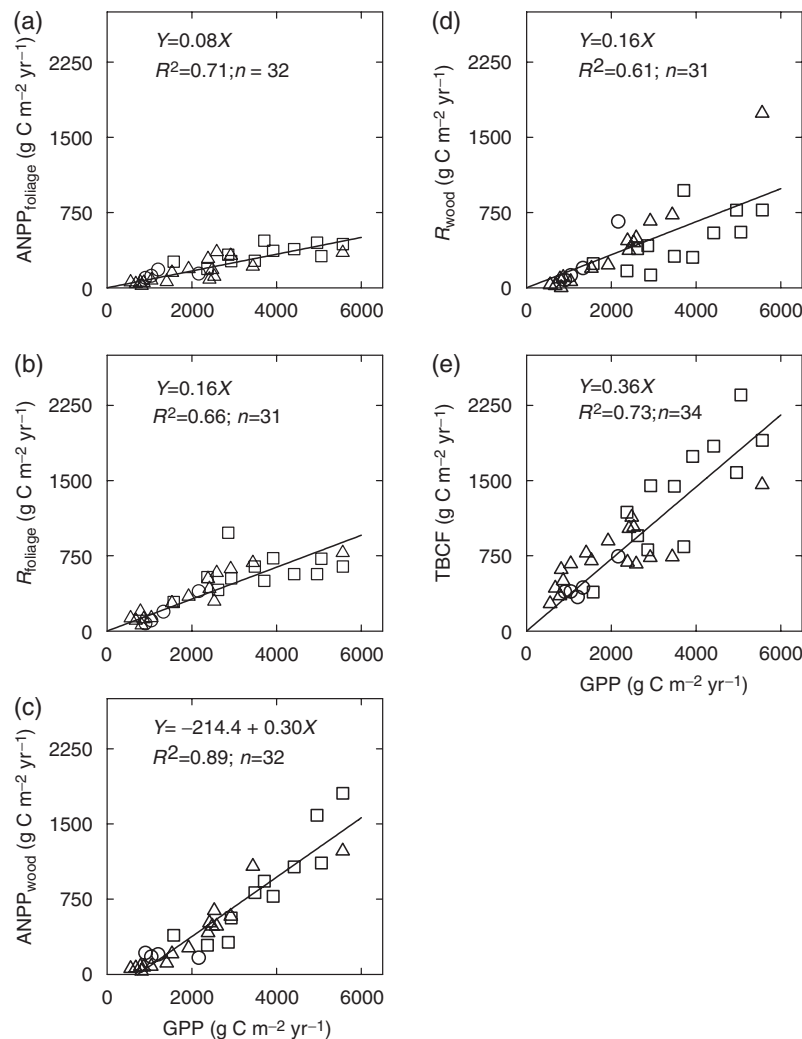 (a)
Y=0.08X
R²=0.71;n = 32
2250
1500
750
0
ANPPfoliage (g C m⁻² yr⁻¹)
0 2000 4000 6000
(b)
Y=0.16X
R²=0.66; n=31
2250
1500
750
0
Rfoliage (g C m⁻² yr⁻¹)
0 2000 4000 6000
(c)
Y= −214.4 + 0.30X
R²=0.89; n=32
2250
1500
750
0
ANPPwood (g C m⁻² yr⁻¹)
0 2000 4000 6000
GPP (g C m⁻² yr⁻¹)
(d)
Y=0.16X
R²=0.61; n=31
2250
1500
750
0
Rwood (g C m⁻² yr⁻¹)
0 2000 4000 6000
(e)
Y=0.36X
R²=0.73;n=34
2250
1500
750
0
TBCF (g C m⁻² yr⁻¹)
0 2000 4000 6000
GPP (g C m⁻² yr⁻¹)